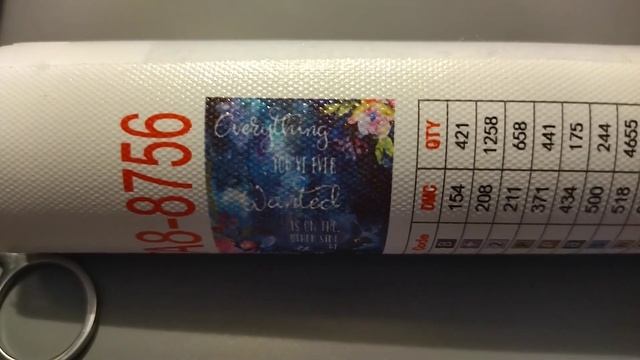 A8-8756
Everything
YOU'VE EVER
Wanted
IS ON THE
OTHER SIDE
Code DMC QTY
154 421
208 1258
211 658
371 441
434 175
500 244
518 4655